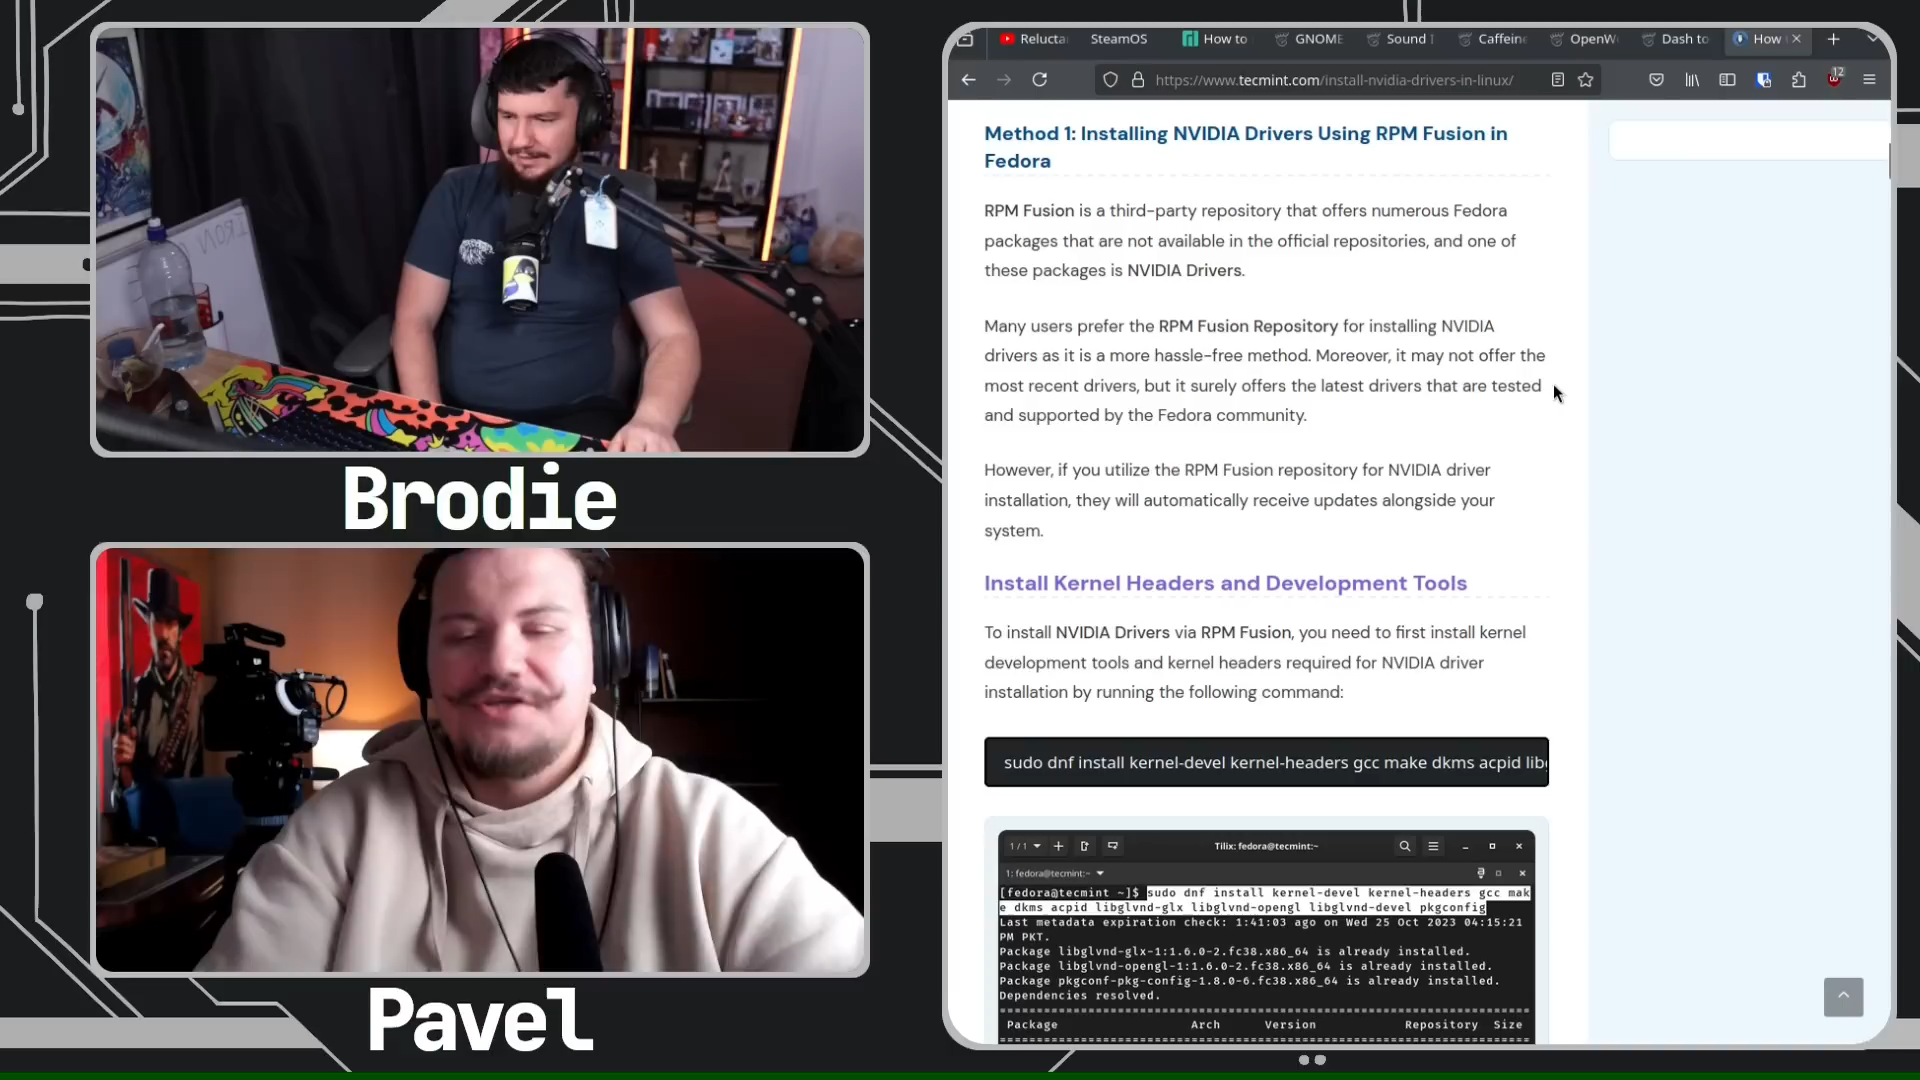 Relucta
SteamOS
How to
GNOME
Sound
Caffein
OpenW
Dash to
How
https://www.tecmint.com/install-nvidia-drivers-in-linux/
12
Method 1: Installing NVIDIA Drivers Using RPM Fusion in
Fedora
RPM Fusion is a third-party repository that offers numerous Fedora
packages that are not available in the official repositories, and one of
these packages is NVIDIA Drivers.
Many users prefer the RPM Fusion Repository for installing NVIDIA
drivers as it is a more hassle-free method. Moreover, it may not offer the
most recent drivers, but it surely offers the latest drivers that are tested
and supported by the Fedora community.
However, if you utilize the RPM Fusion repository for NVIDIA driver
installation, they will automatically receive updates alongside your
system.
Install Kernel Headers and Development Tools
To install NVIDIA Drivers via RPM Fusion, you need to first install kernel
development tools and kernel headers required for NVIDIA driver
installation by running the following command:
sudo dnf install kernel-devel kernel-headers gcc make dkms acpid lib
1/1
Tilix: fedora@tecmint:~
1: fedora@tecmint:~
[fedora@tecmint ~]$ sudo dnf install kernel-devel kernel-headers gcc mak
e dkms acpid libglvnd-glx libglvnd-opengl libglvnd-devel pkgconfig
Last metadata expiration check: 1:41:03 ago on Wed 25 Oct 2023 04:15:21
PM PKT.
Package libglvnd-glx-1:1.6.0-2.fc38.x86_64 is already installed.
Package libglvnd-opengl-1:1.6.0-2.fc38.x86_64 is already installed.
Package pkgconf-pkg-config-1.8.0-6.fc38.x86_64 is already installed.
Dependencies resolved.
Package Arch Version Repository Size
Brodie
Pavel